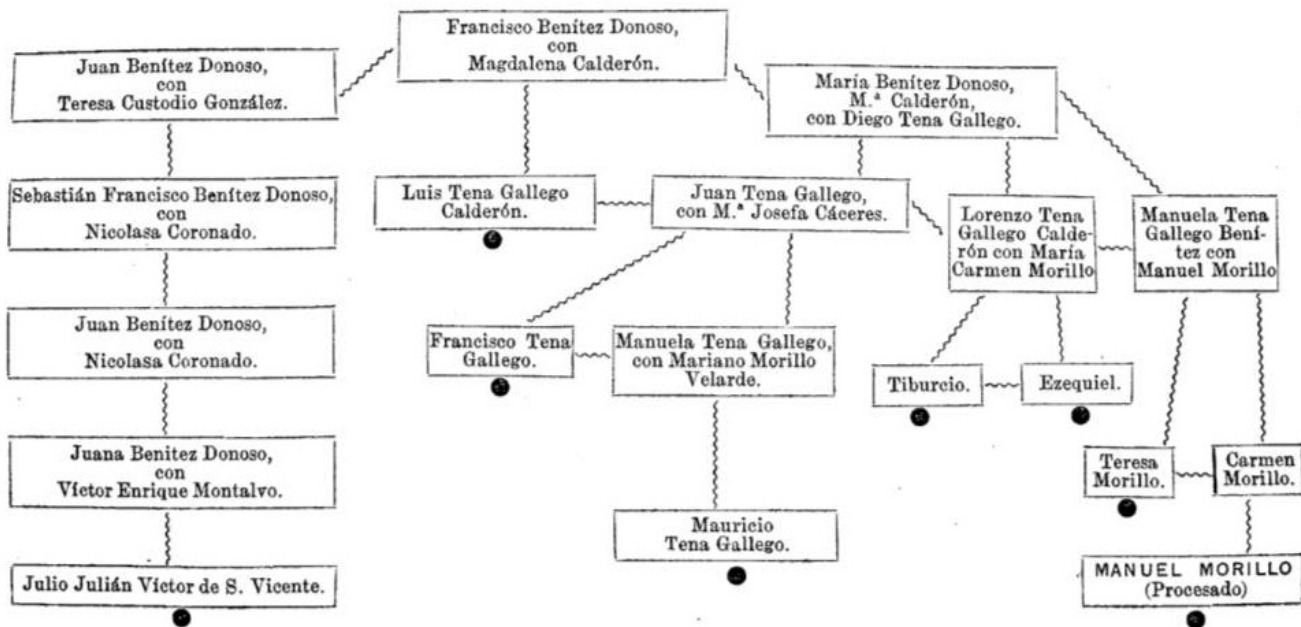 Francisco Benítez Donoso,
con
Magdalena Calderón.
Juan Benítez Donoso,
con
Teresa Custodio González.
María Benítez Donoso,
M.ª Calderón,
con Diego Tena Gallego.
Sebastián Francisco Benítez Donoso,
con
Nicolasa Coronado.
Luis Tena Gallego
Calderón.
Juan Tena Gallego,
con M.ª Josefa Cáceres.
Lorenzo Tena
Gallego Calde-
rón con María
Carmen Morillo
Manuela Tena
Gallego Bení-
tez con
Manuel Morillo
Juan Benítez Donoso,
con
Nicolasa Coronado.
Francisco Tena
Gallego.
Manuela Tena Gallego,
con Mariano Morillo
Velarde.
Tiburcio.
Ezequiel.
Juana Benitez Donoso,
con
Víctor Enrique Montalvo.
Teresa
Morillo.
Carmen
Morillo.
Mauricio
Tena Gallego.
Julio Julián Víctor de S. Vicente.
MANUEL MORILLO
(Procesado)